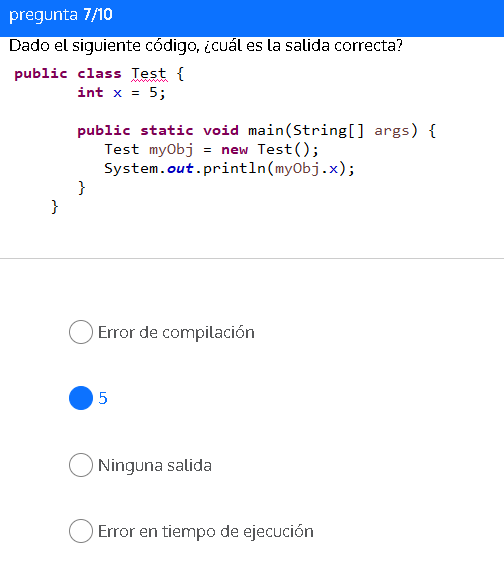 pregunta 7/10
Dado el siguiente código, ¿cuál es la salida correcta?
public class Test {
int x = 5;
public static void main(String[] args) {
Test myObj = new Test();
System.out.println(myObj.x);
}
}
Error de compilación
5
Ninguna salida
Error en tiempo de ejecución